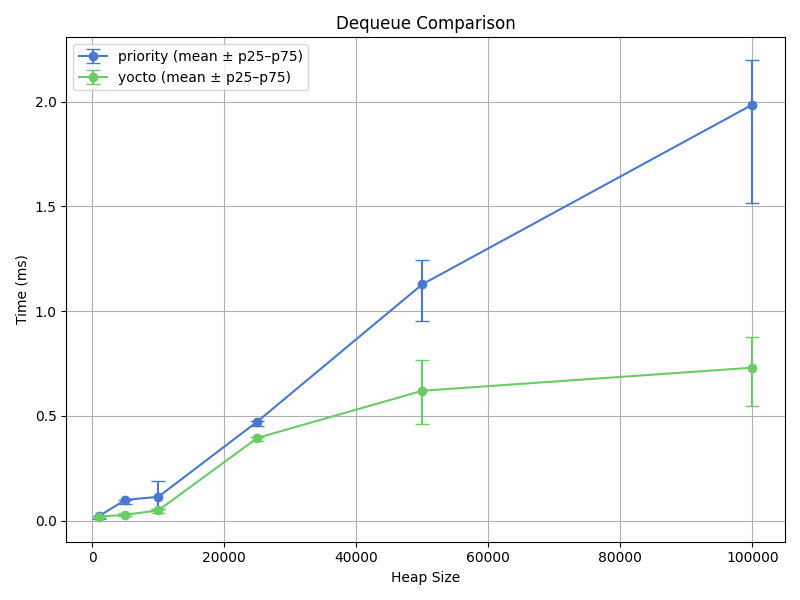 Dequeue Comparison
priority (mean ± p25–p75)
yocto (mean ± p25–p75)
Time (ms)
2.0
1.5
1.0
0.5
0.0
0
20000
40000
60000
80000
100000
Heap Size